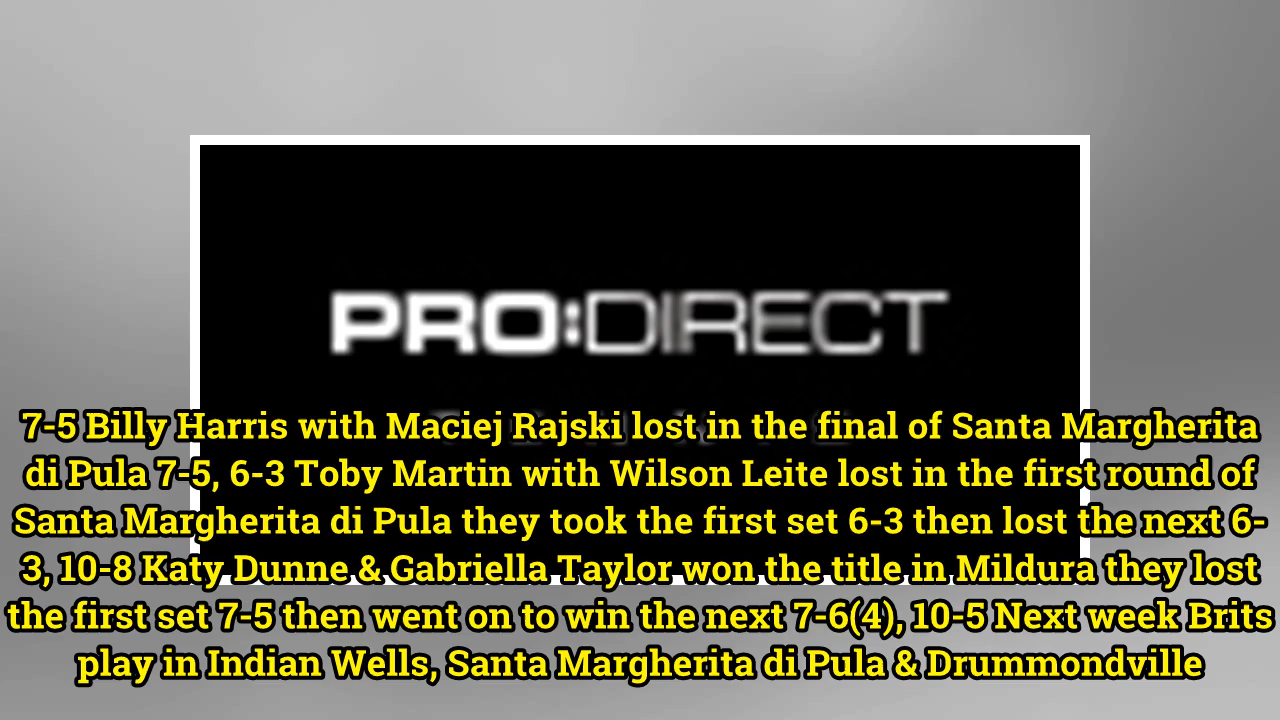 PRO:DIRECT
7-5 Billy Harris with Maciej Rajski lost in the final of Santa Margherita
di Pula 7-5, 6-3 Toby Martin with Wilson Leite lost in the first round of
Santa Margherita di Pula they took the first set 6-3 then lost the next 6-
3, 10-8 Katy Dunne & Gabriella Taylor won the title in Mildura they lost
the first set 7-5 then went on to win the next 7-6(4), 10-5 Next week Brits
play in Indian Wells, Santa Margherita di Pula & Drummondville